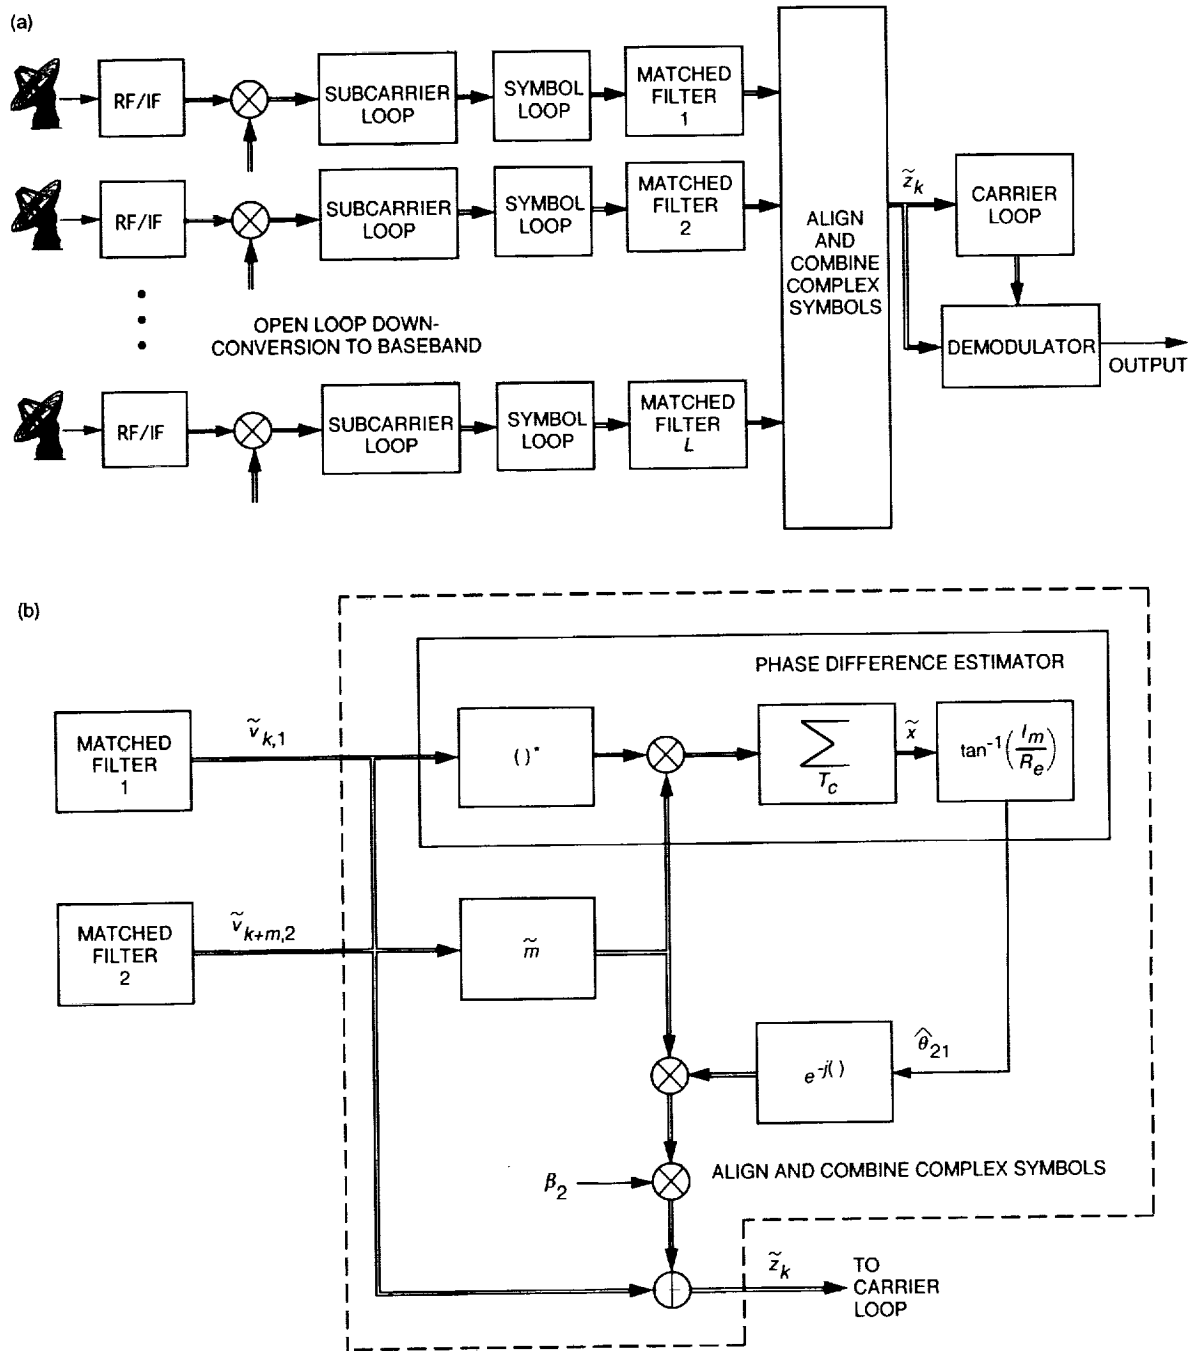 (a)
RF/IF
SUBCARRIER
LOOP
SYMBOL
LOOP
MATCHED
FILTER
1
RF/IF
SUBCARRIER
LOOP
SYMBOL
LOOP
MATCHED
FILTER
2
OPEN LOOP DOWN-
CONVERSION TO BASEBAND
RF/IF
SUBCARRIER
LOOP
SYMBOL
LOOP
MATCHED
FILTER
L
ALIGN
AND
COMBINE
COMPLEX
SYMBOLS
z̃k
CARRIER
LOOP
DEMODULATOR
OUTPUT
(b)
PHASE DIFFERENCE ESTIMATOR
MATCHED
FILTER
1
ṽk,1
()*
∑
Tc
x̃
tan-1(Im/Re)
MATCHED
FILTER
2
ṽk+m,2
m̃
e-j()
θ̂21
β2
ALIGN AND COMBINE COMPLEX SYMBOLS
z̃k
TO
CARRIER
LOOP